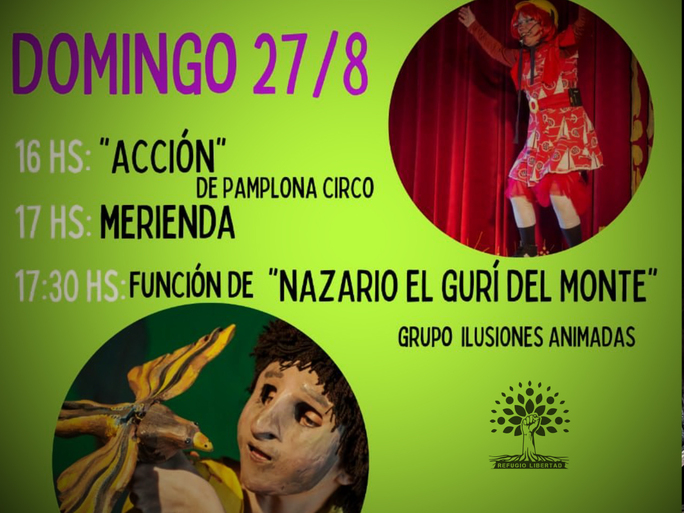 DOMINGO 27/8
16 HS: "ACCIÓN"
DE PAMPLONA CIRCO
17 HS: MERIENDA
17:30 HS: FUNCIÓN DE "NAZARIO EL GURÍ DEL MONTE"
GRUPO ILUSIONES ANIMADAS
REFUGIO LIBERTAD